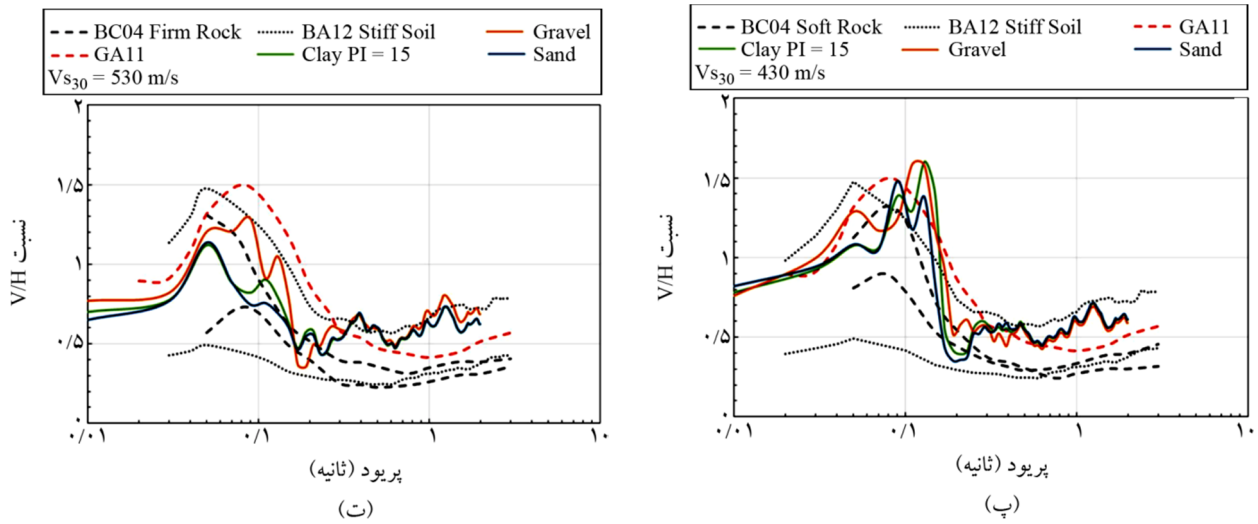 BC04 Firm Rock BA12 Stiff Soil Gravel
GA11 Clay PI = 15 Sand
Vs30 = 530 m/s
۲
۱/۵
۱
۰/۵
۰
نسبت V/H
۰/۰۱ ۰/۱ ۱ ۱۰
پریود (ثانیه)
(ت)
BC04 Soft Rock BA12 Stiff Soil GA11
Clay PI = 15 Gravel Sand
Vs30 = 430 m/s
۲
۱/۵
۱
۰/۵
۰
نسبت V/H
۰/۰۱ ۰/۱ ۱ ۱۰
پریود (ثانیه)
(پ)